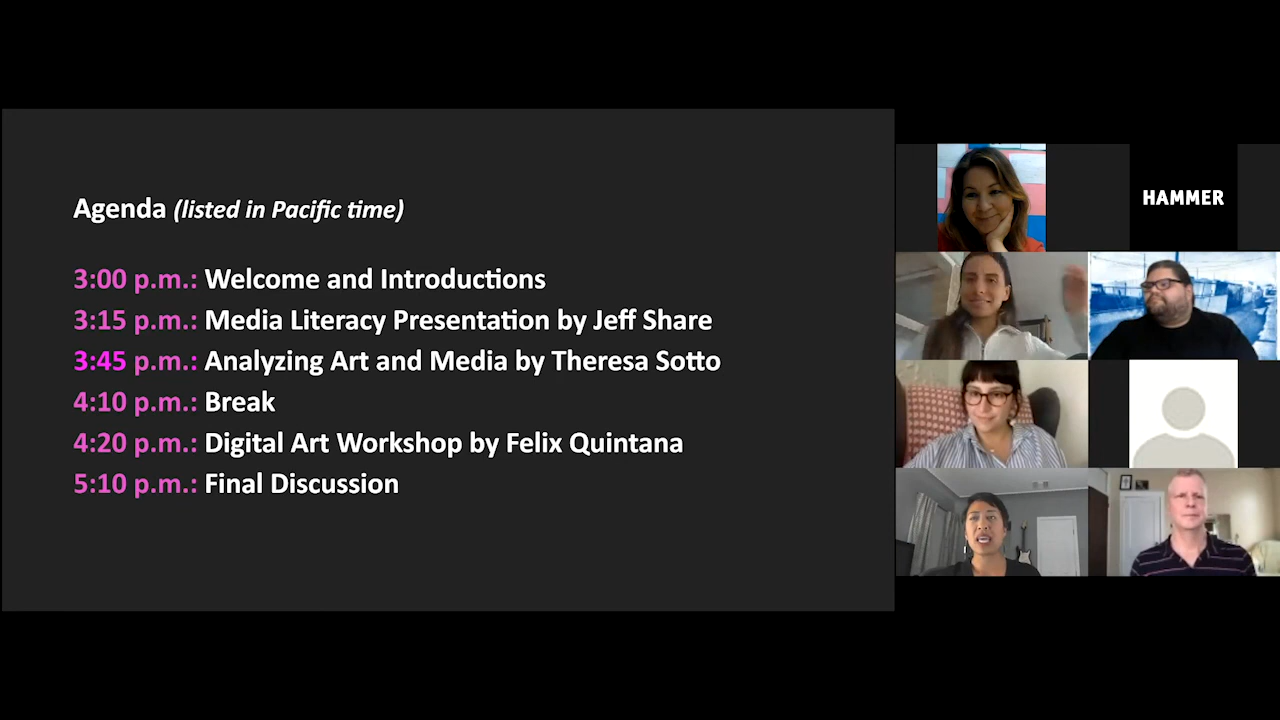 Agenda (listed in Pacific time)
3:00 p.m.: Welcome and Introductions
3:15 p.m.: Media Literacy Presentation by Jeff Share
3:45 p.m.: Analyzing Art and Media by Theresa Sotto
4:10 p.m.: Break
4:20 p.m.: Digital Art Workshop by Felix Quintana
5:10 p.m.: Final Discussion
HAMMER